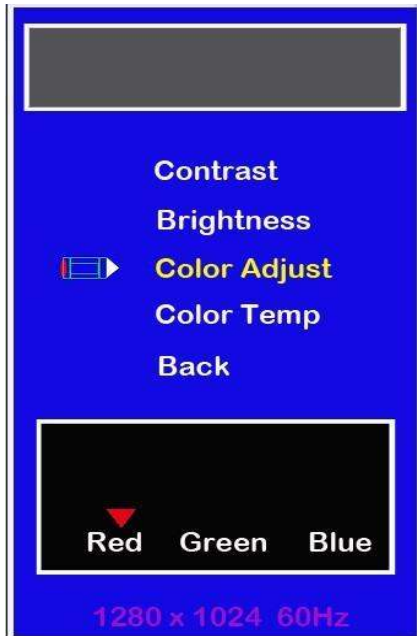 Contrast
Brightness
Color Adjust
Color Temp
Back
Red Green Blue
1280 x 1024 60Hz